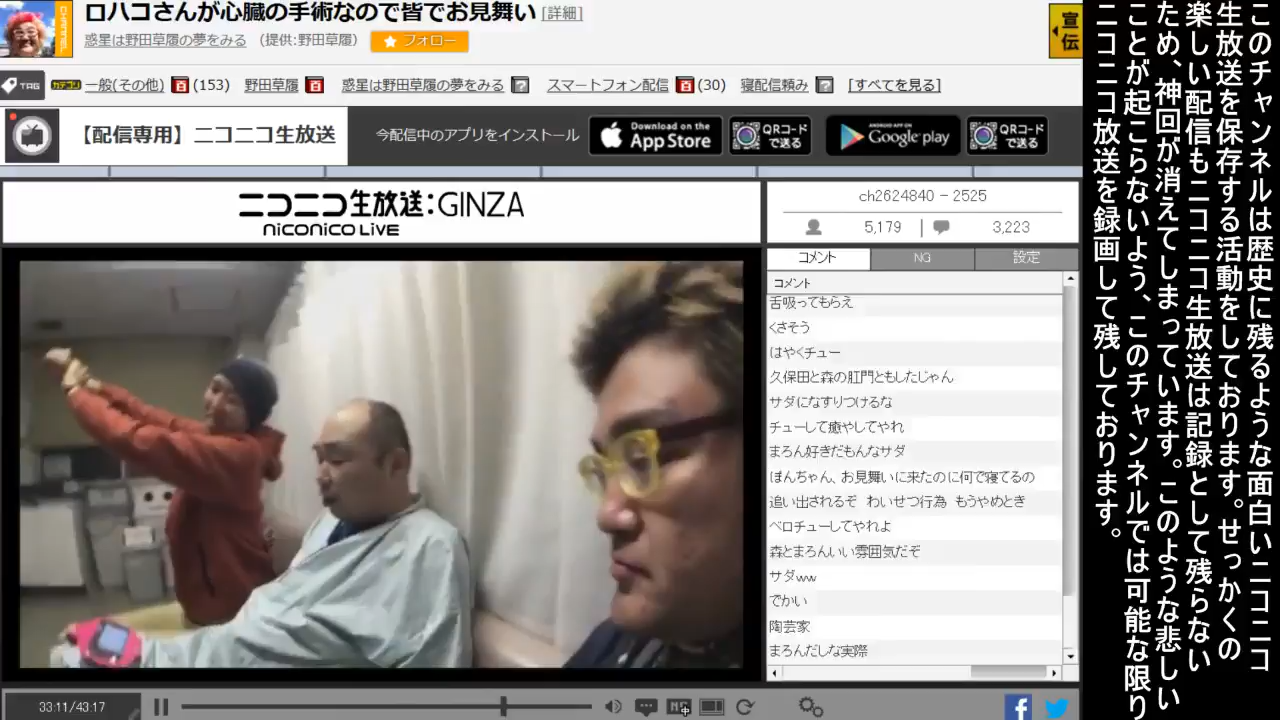 ロハコさんが心臓の手術なので皆でお見舞い [詳細]
惑星は野田草履の夢をみる (提供:野田草履) ★ フォロー
CHANNEL
宣伝
TAG カテゴリ 一般(その他) 百 (153) 野田草履 百 惑星は野田草履の夢をみる ? スマートフォン配信 百 (30) 寝配信頼み ? [すべてを見る]
【配信専用】ニコニコ生放送
今配信中のアプリをインストール
Download on the App Store
QRコードで送る
ANDROID APP ON Google play
QRコードで送る
ニコニコ生放送:GINZA
niconico LIVE
ch2624840 - 2525
5,179 | 3,223
コメント NG 設定
コメント
舌吸ってもらえ
くさそう
はやくチュー
久保田と森の肛門ともしたじゃん
サダになすりつけるな
チューして癒やしてやれ
まろん好きだもんなサダ
ぽんちゃん、お見舞いに来たのに何で寝てるの
追い出されるぞ わいせつ行為 もうやめとき
ベロチューしてやれよ
森とまろんいい雰囲気だぞ
サダww
でかい
陶芸家
まろんだしな実際
33:11/43:17
このチャンネルは歴史に残るような面白いニコニコ
生放送を保存する活動をしております。せっかくの
楽しい配信もニコニコ生放送は記録として残らない
ため、神回が消えてしまっています。このような悲しい
ことが起こらないよう、このチャンネルでは可能な限り
ニコニコ放送を録画して残しております。